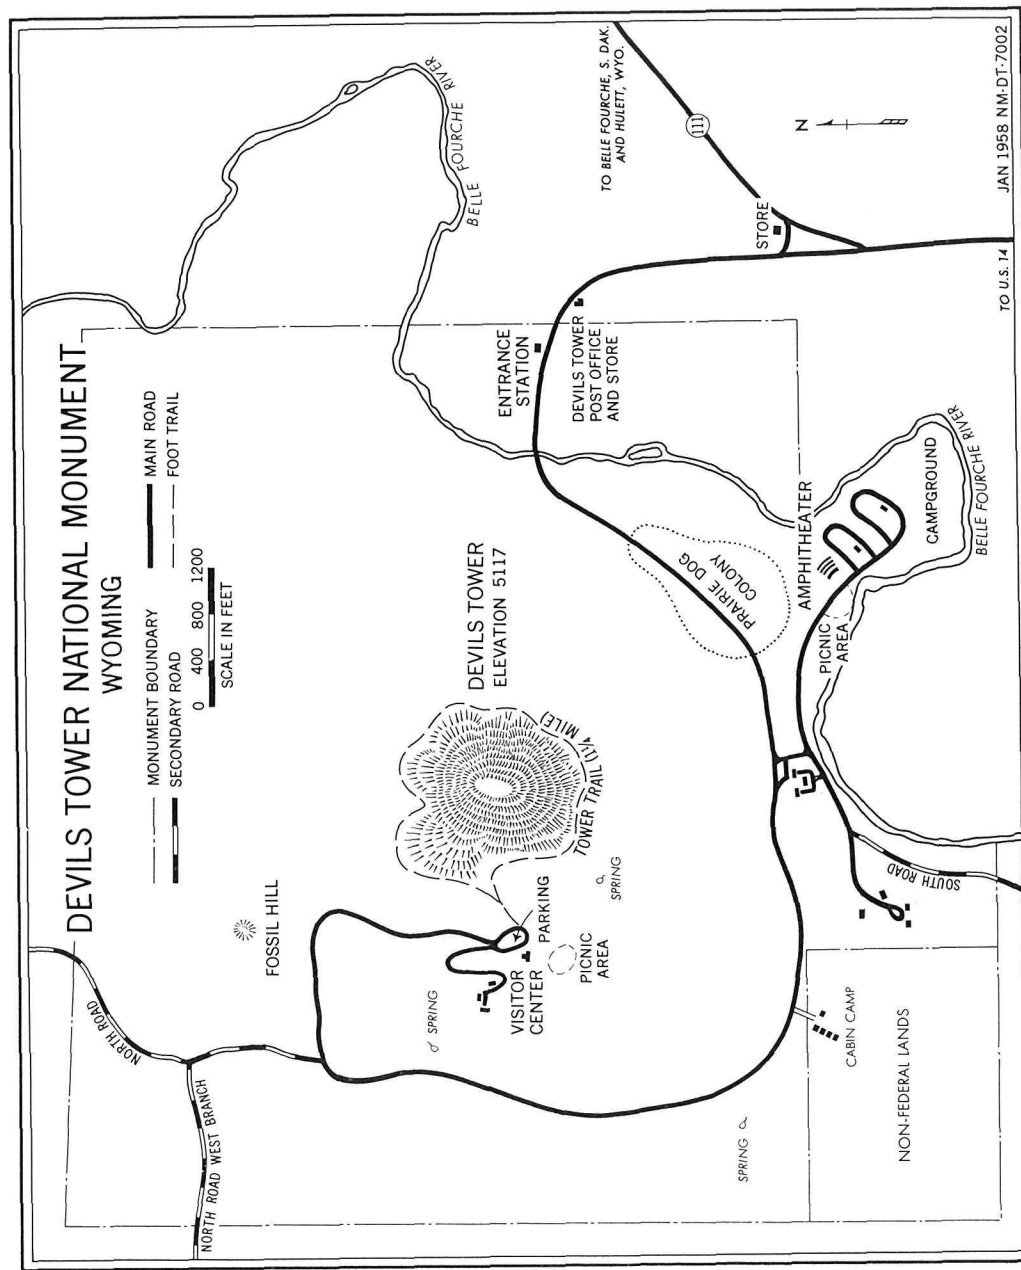 DEVILS TOWER NATIONAL MONUMENT
WYOMING
MONUMENT BOUNDARY
MAIN ROAD
SECONDARY ROAD
FOOT TRAIL
0 400 800 1200
SCALE IN FEET
NORTH ROAD
NORTH ROAD WEST BRANCH
FOSSIL HILL
BELLE FOURCHE RIVER
DEVILS TOWER
ELEVATION 5117
TOWER TRAIL (1¼ MILE)
SPRING
SPRING
PARKING
VISITOR
CENTER
PICNIC
AREA
ENTRANCE
STATION
DEVILS TOWER
POST OFFICE
AND STORE
TO BELLE FOURCHE, S. DAK.
AND HULETT, WYO.
111
N
STORE
PRAIRIE DOG
COLONY
AMPHITHEATER
PICNIC
AREA
CAMPGROUND
BELLE FOURCHE RIVER
SPRING
CABIN CAMP
NON-FEDERAL LANDS
SOUTH ROAD
TO U.S. 14
JAN 1958 NM-DT-7002